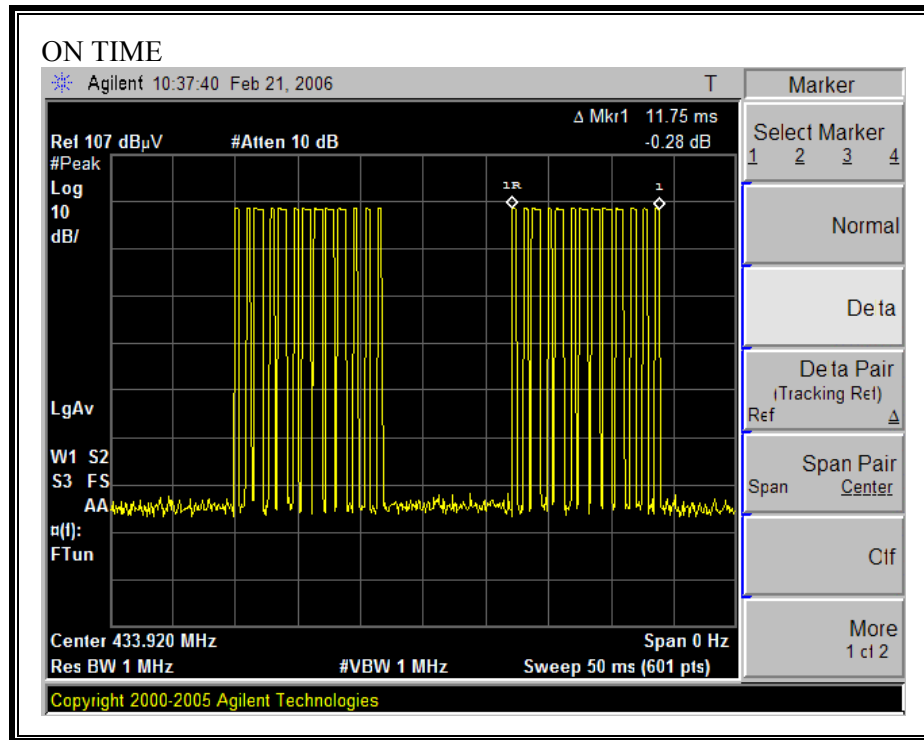 ON TIME
Agilent 10:37:40 Feb 21, 2006 T
Δ Mkr1 11.75 ms
Ref 107 dBµV #Atten 10 dB -0.28 dB
#Peak
Log
10
dB/
1R
1
LgAv
W1 S2
S3 FS
AA
¤(f):
FTun
Center 433.920 MHz Span 0 Hz
Res BW 1 MHz #VBW 1 MHz Sweep 50 ms (601 pts)
Copyright 2000-2005 Agilent Technologies
Marker
Select Marker
1 2 3 4
Normal
De ta
De ta Pair
(Tracking Ref)
Ref Δ
Span Pair
Span Center
Off
More
1 of 2